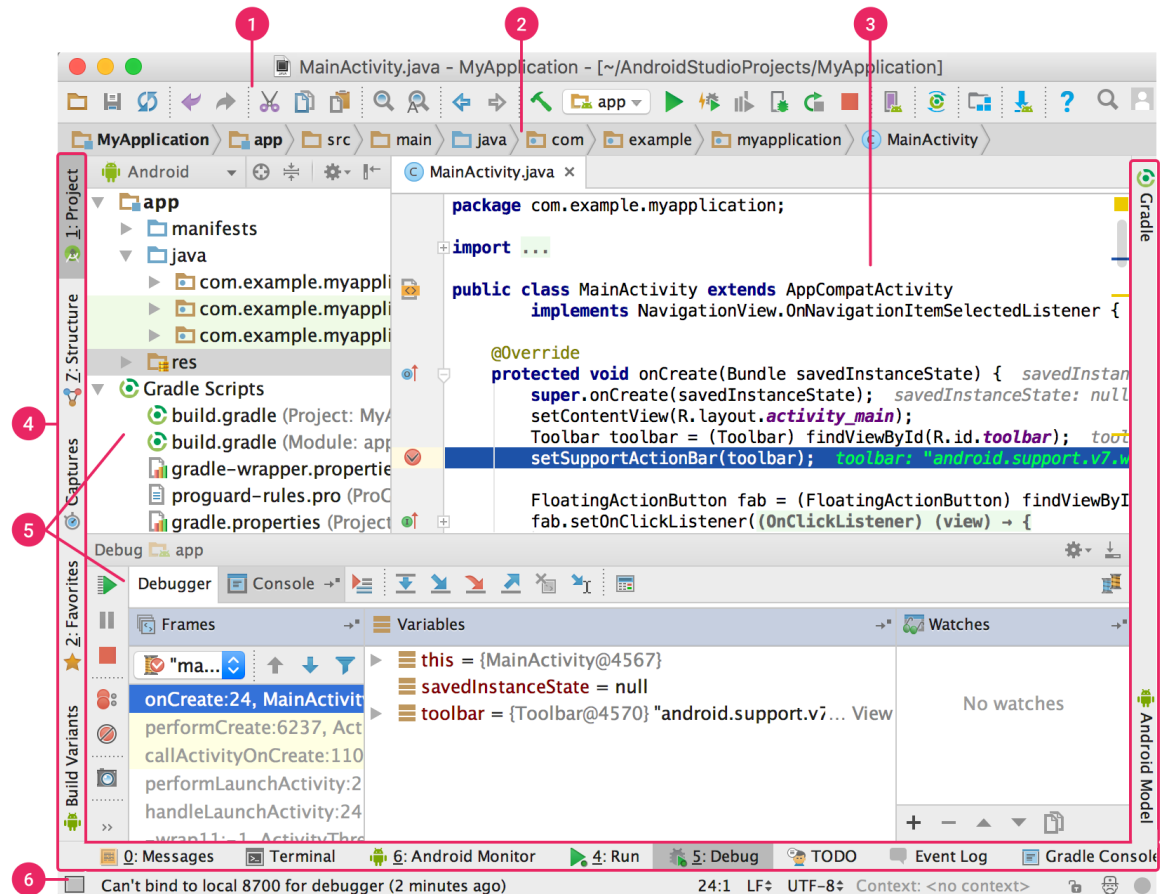 1 2 3
MainActivity.java - MyApplication - [~/AndroidStudioProjects/MyApplication]
app
MyApplication app src main java com example myapplication MainActivity
1: Project
Z: Structure
Captures
2: Favorites
Build Variants
4
5
6
Android
app
manifests
java
com.example.myappli
com.example.myappli
com.example.myappli
res
Gradle Scripts
build.gradle (Project: MyA
build.gradle (Module: app
gradle-wrapper.propertie
proguard-rules.pro (ProC
gradle.properties (Project
MainActivity.java
package com.example.myapplication;
import ...
public class MainActivity extends AppCompatActivity
implements NavigationView.OnNavigationItemSelectedListener {
@Override
protected void onCreate(Bundle savedInstanceState) { savedInstan
super.onCreate(savedInstanceState); savedInstanceState: null
setContentView(R.layout.activity_main);
Toolbar toolbar = (Toolbar) findViewById(R.id.toolbar); tool
setSupportActionBar(toolbar); toolbar: "android.support.v7.w
FloatingActionButton fab = (FloatingActionButton) findViewByI
fab.setOnClickListener((OnClickListener) (view) → {
Gradle
Android Model
Debug app
Debugger Console
Frames
"ma...
onCreate:24, MainActivit
performCreate:6237, Act
callActivityOnCreate:110
performLaunchActivity:2
handleLaunchActivity:24
-wrap11:-1, ActivityThre
Variables
this = {MainActivity@4567}
savedInstanceState = null
toolbar = {Toolbar@4570} "android.support.v7... View
Watches
No watches
0: Messages Terminal 6: Android Monitor 4: Run 5: Debug TODO Event Log Gradle Console
Can't bind to local 8700 for debugger (2 minutes ago) 24:1 LF UTF-8 Context: <no context>